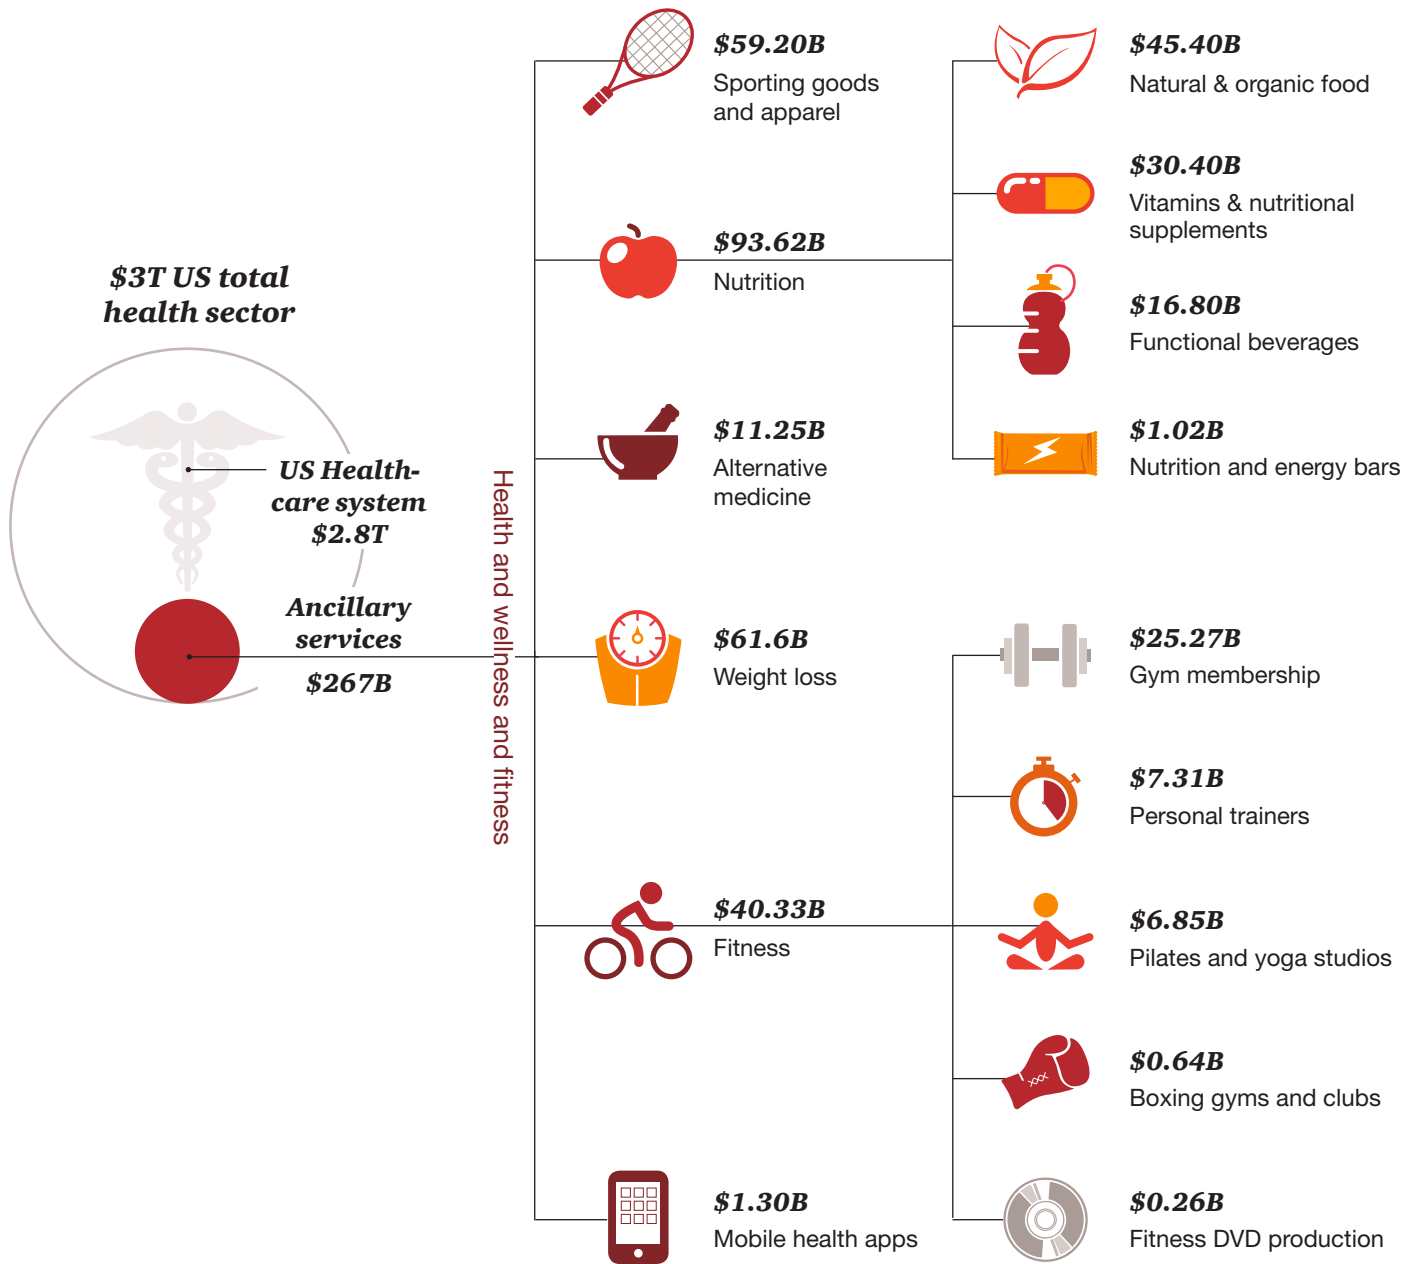 $3T US total
health sector
US Health-
care system
$2.8T
Ancillary
services
$267B
Health and wellness and fitness
$59.20B
Sporting goods
and apparel
$93.62B
Nutrition
$11.25B
Alternative
medicine
$61.6B
Weight loss
$40.33B
Fitness
$1.30B
Mobile health apps
$45.40B
Natural & organic food
$30.40B
Vitamins & nutritional
supplements
$16.80B
Functional beverages
$1.02B
Nutrition and energy bars
$25.27B
Gym membership
$7.31B
Personal trainers
$6.85B
Pilates and yoga studios
$0.64B
Boxing gyms and clubs
$0.26B
Fitness DVD production